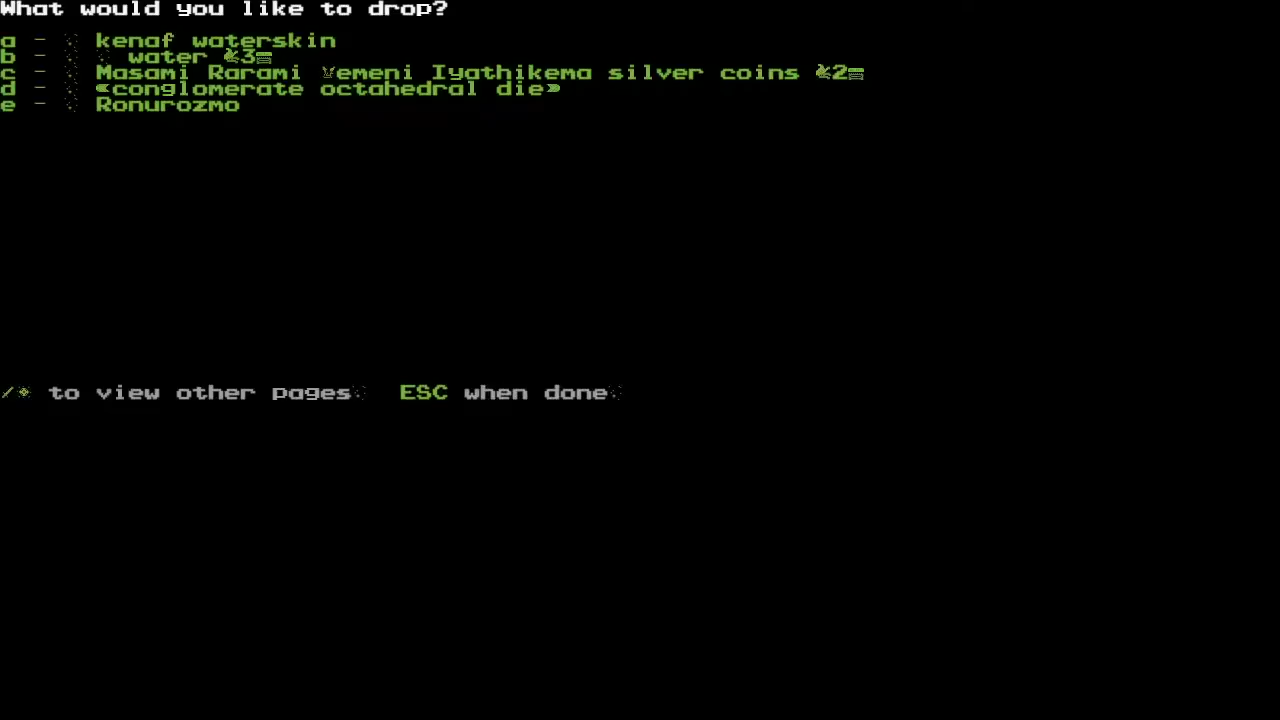 What would you like to drop?
a - kenaf waterskin
b - water 3
c - Masami Rarami Iyathikema silver coins 2
d - conglomerate octahedral die
e - Ronurozmo
/ to view other pages ESC when done